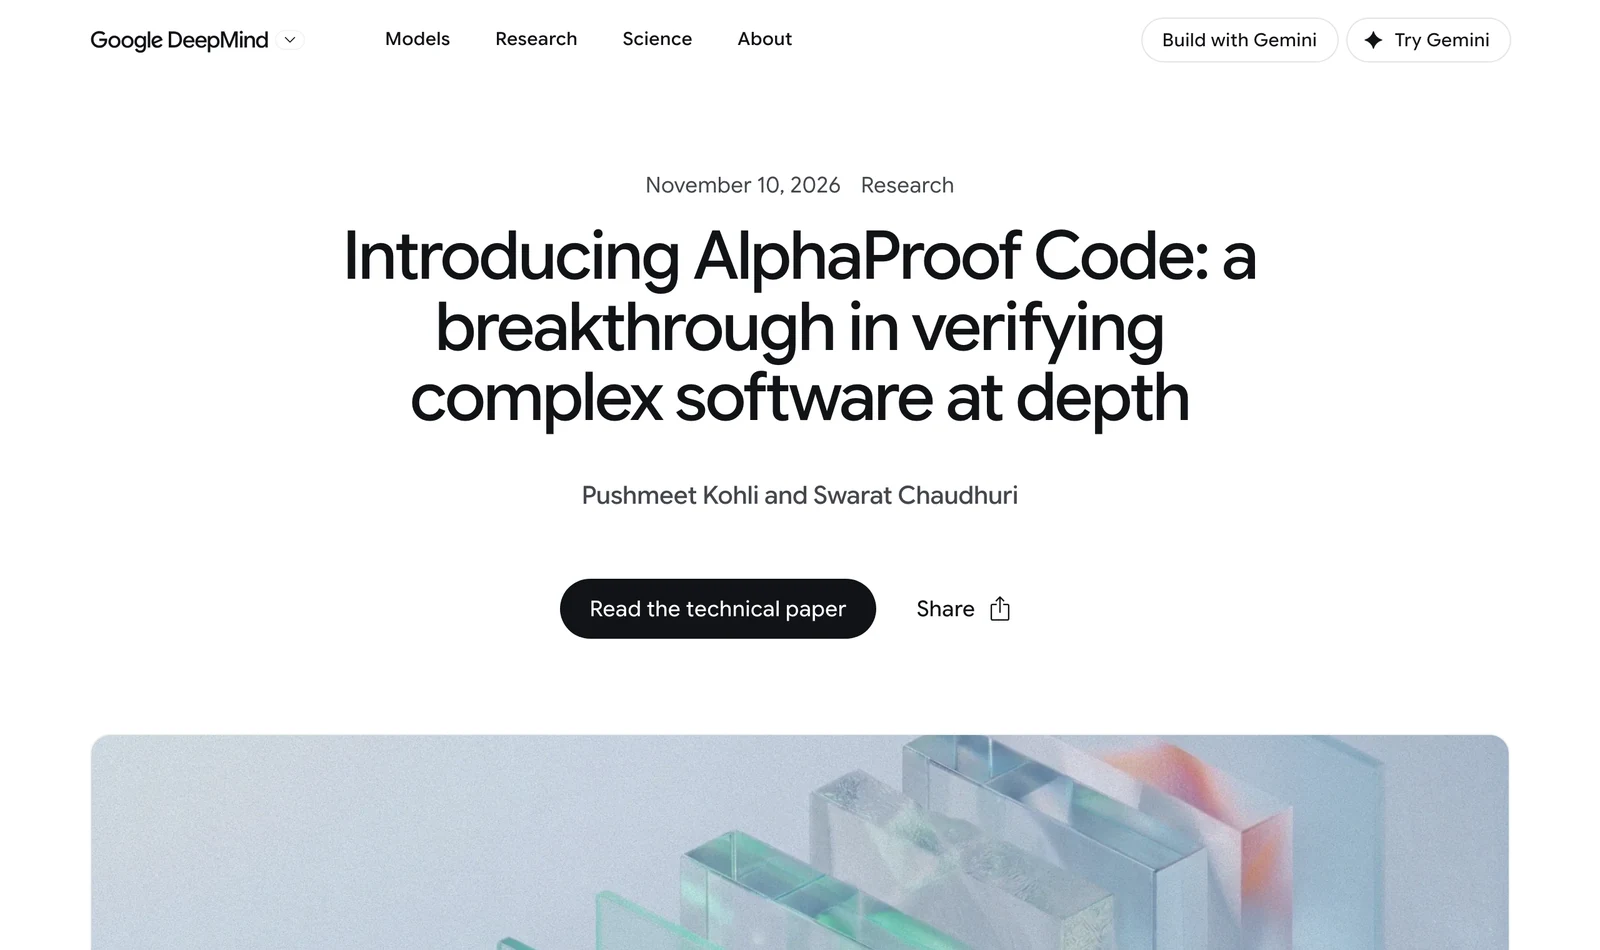 Google DeepMind
Models
Research
Science
About
Build with Gemini
Try Gemini
November 10, 2026 Research
Introducing AlphaProof Code: a
breakthrough in verifying
complex software at depth
Pushmeet Kohli and Swarat Chaudhuri
Read the technical paper
Share